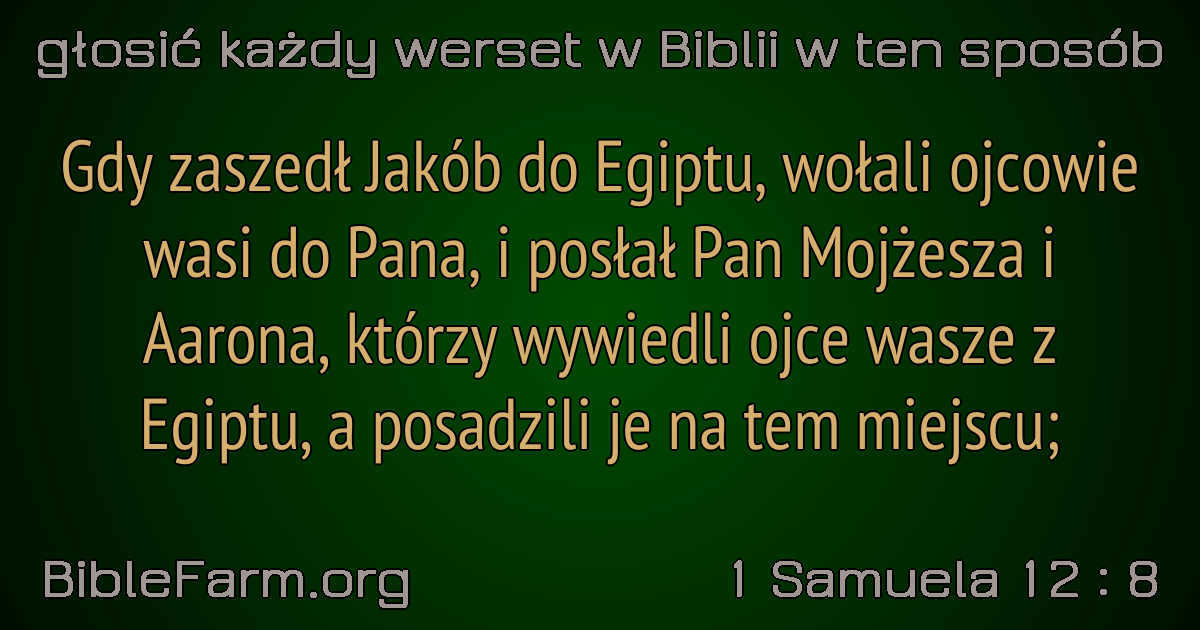 głosić każdy werset w Biblii w ten sposób
Gdy zaszedł Jakób do Egiptu, wołali ojcowie
wasi do Pana, i posłał Pan Mojżesza i
Aarona, którzy wywiedli ojce wasze z
Egiptu, a posadzili je na tem miejscu;
BibleFarm.org
1 Samuela 12 : 8